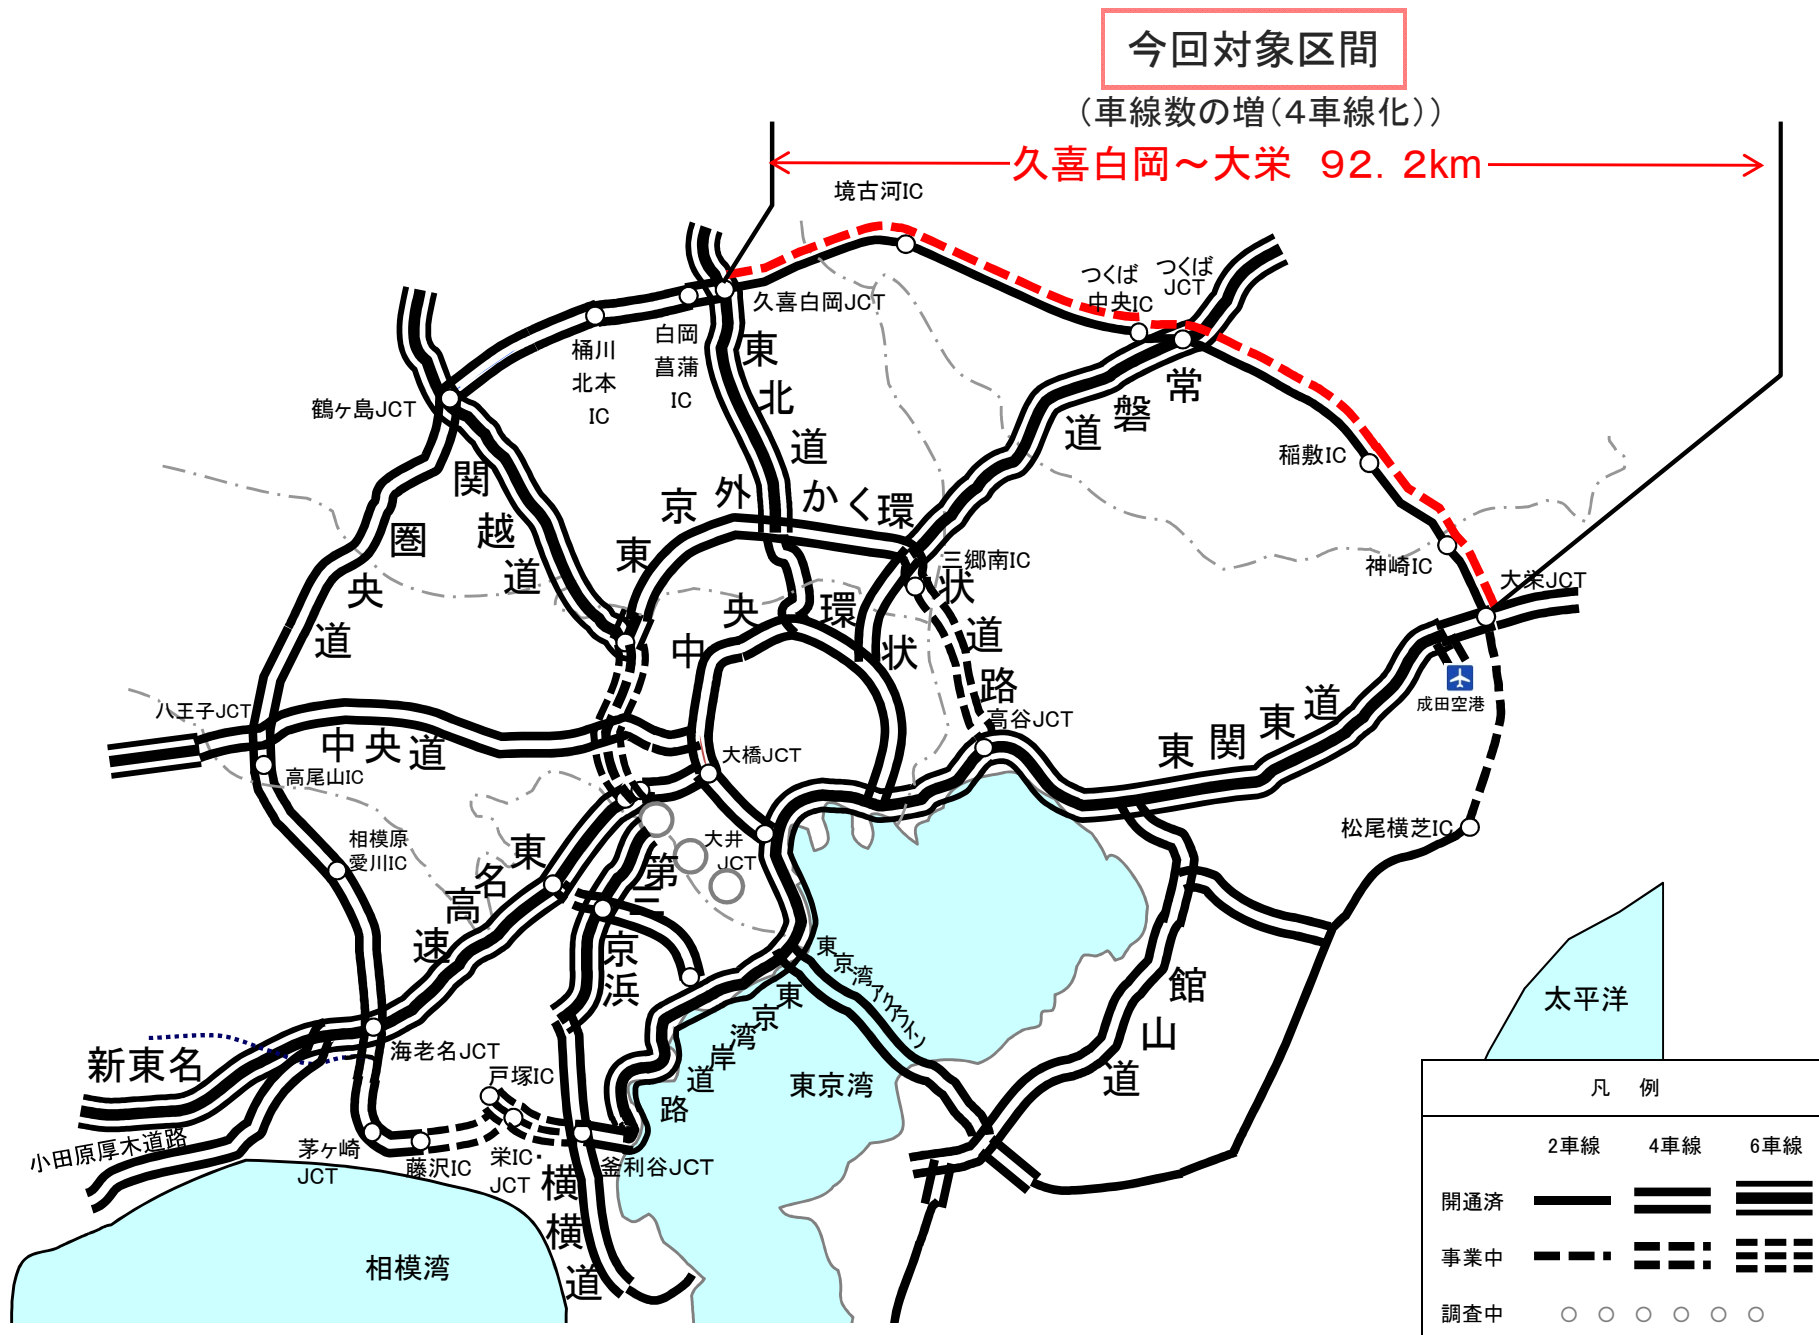 今回対象区間
（車線数の増（４車線化））
久喜白岡～大栄　９２．２km
境古河IC
つくば
中央IC
つくば
JCT
久喜白岡JCT
白岡
菖蒲
IC
桶川
北本
IC
鶴ヶ島JCT
東北道
常磐道
稲敷IC
神崎IC
大栄JCT
関越道
圏央道
東京外かく環状道路
三郷南IC
中央環状
高谷JCT
成田空港
東関東道
八王子JCT
中央道
高尾山IC
大橋JCT
相模原
愛川IC
東名高速
大井
JCT
第三京浜
松尾横芝IC
東京湾アクアライン
東京湾岸道路
館山道
太平洋
新東名
海老名JCT
戸塚IC
東京湾
小田原厚木道路
茅ヶ崎
JCT
藤沢IC
栄IC・
JCT
釜利谷JCT
横横道
相模湾
凡　例
2車線
4車線
6車線
開通済
事業中
調査中